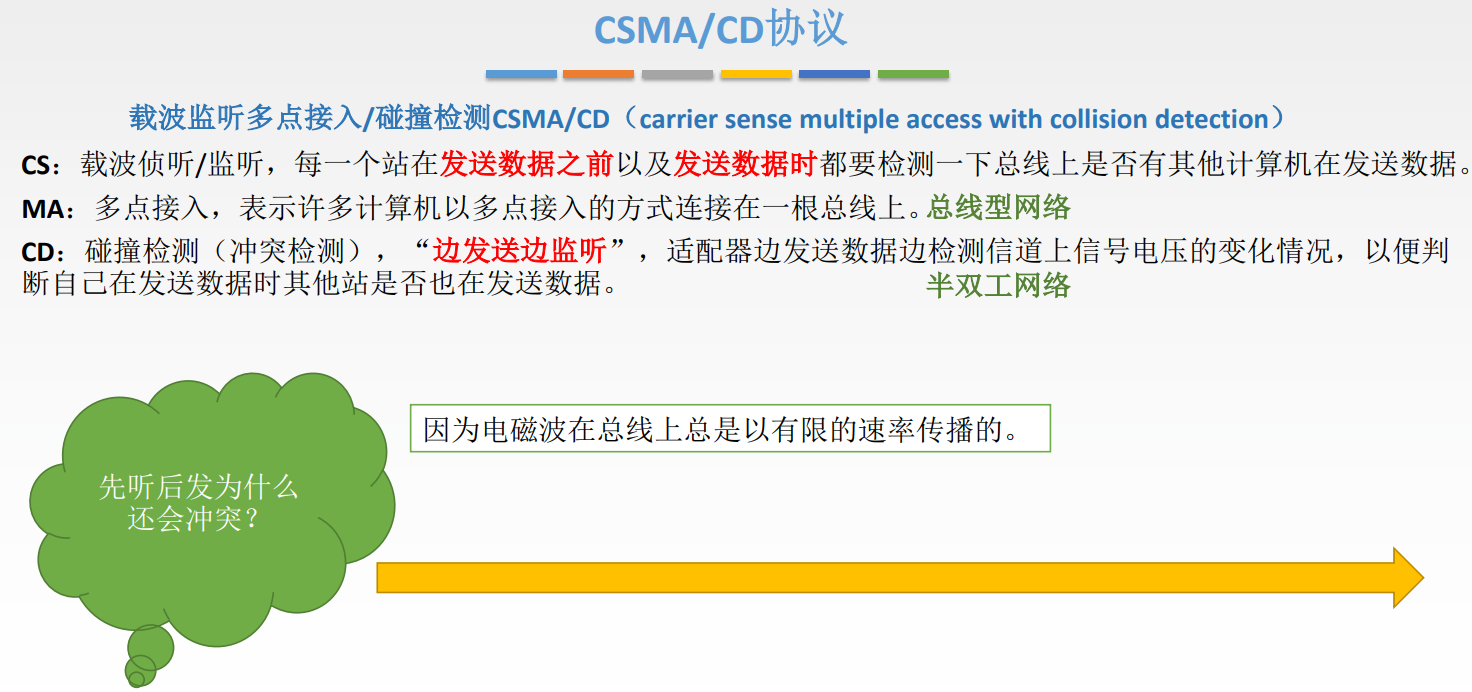 CSMA/CD协议
载波监听多点接入/碰撞检测CSMA/CD（carrier sense multiple access with collision detection）
CS：载波侦听/监听，每一个站在发送数据之前以及发送数据时都要检测一下总线上是否有其他计算机在发送数据。
MA：多点接入，表示许多计算机以多点接入的方式连接在一根总线上。总线型网络
CD：碰撞检测（冲突检测），“边发送边监听”，适配器边发送数据边检测信道上信号电压的变化情况，以便判
断自己在发送数据时其他站是否也在发送数据。 半双工网络
因为电磁波在总线上总是以有限的速率传播的。
先听后发为什么
还会冲突？